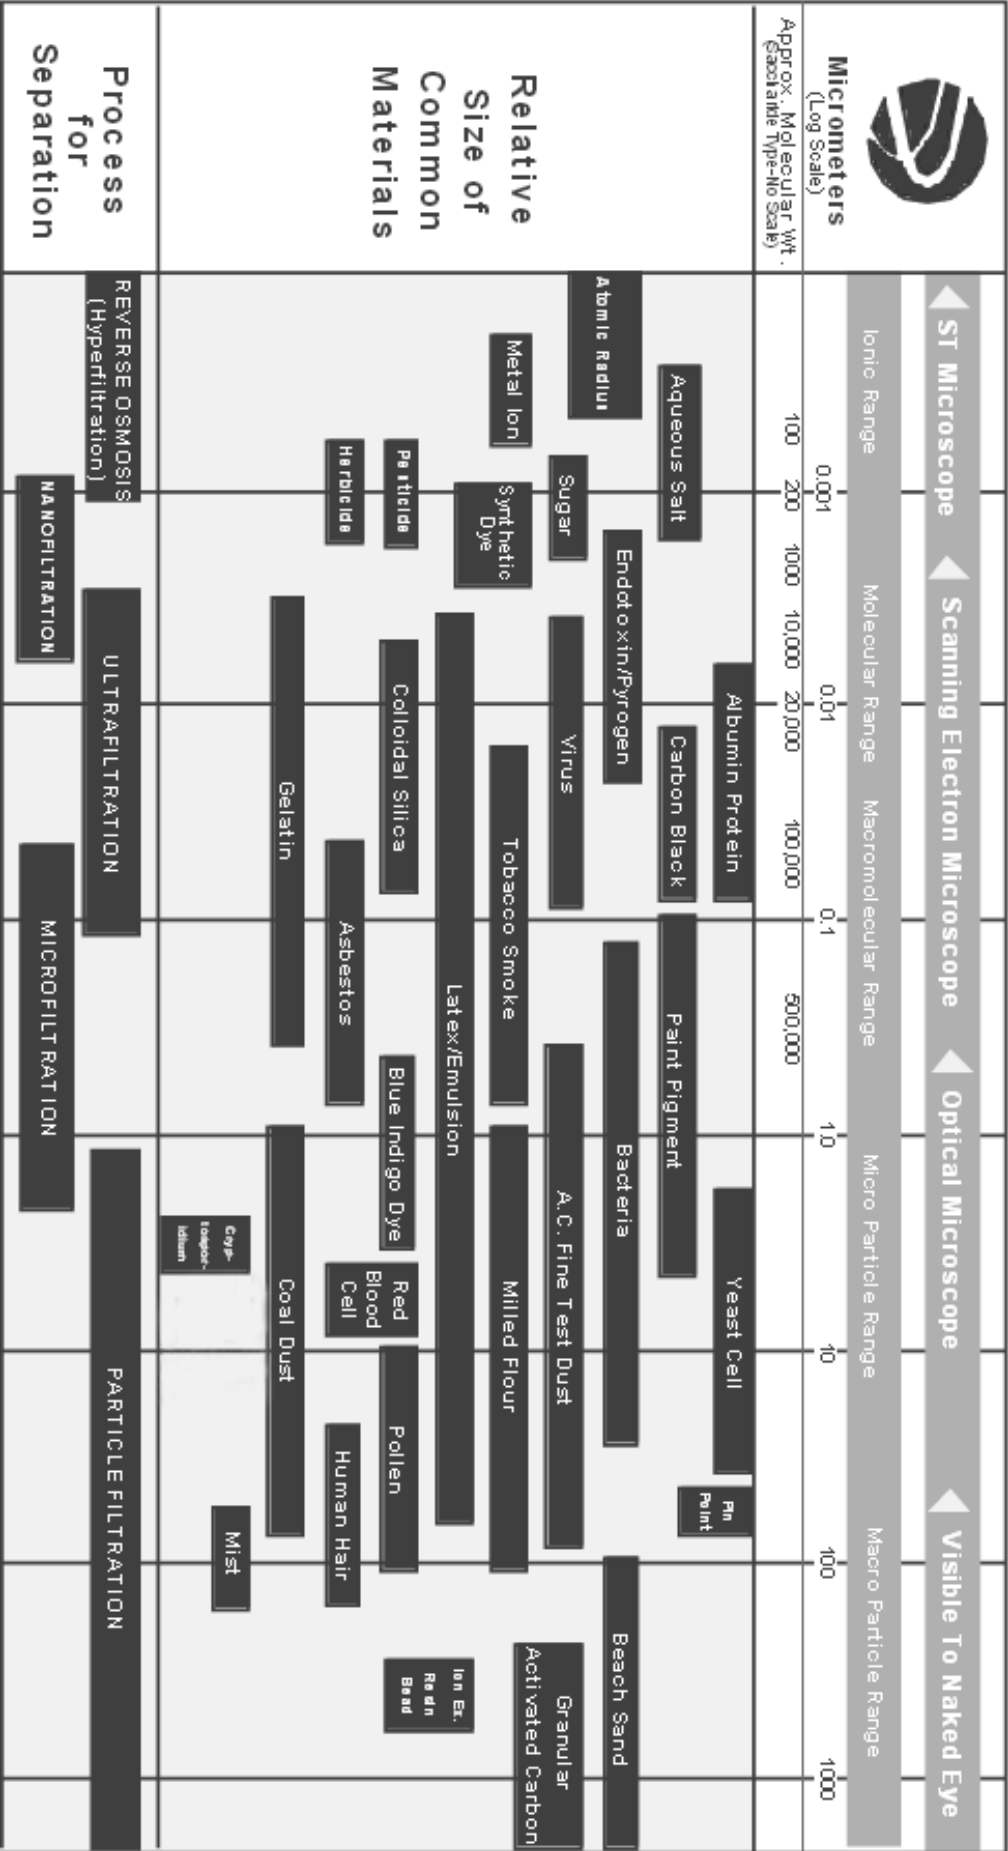 ST Microscope
Scanning Electron Microscope
Optical Microscope
Visible To Naked Eye
Ionic Range
Molecular Range
Macromolecular Range
Micro Particle Range
Macro Particle Range
Micrometers
(Log Scale)
0.001
0.01
0.1
1.0
10
100
1000
Approx. Molecular Wt.
(Saccharide Type-No Scale)
100
200
1000
10,000
20,000
100,000
500,000
Relative
Size of
Common
Materials
Albumin Protein
Yeast Cell
Pin
Point
Aqueous Salt
Carbon Black
Paint Pigment
Atomic Radius
Endotoxin/Pyrogen
Bacteria
Beach Sand
Sugar
Virus
A.C. Fine Test Dust
Granular
Activated Carbon
Metal Ion
Synthetic
Dye
Tobacco Smoke
Milled Flour
Latex/Emulsion
Ion Ex.
Resin
Bead
Pesticide
Colloidal Silica
Blue Indigo Dye
Red
Blood
Cell
Pollen
Herbicide
Asbestos
Human Hair
Gelatin
Coal Dust
Mist
Cryp-
tospor-
idium
Process
for
Separation
REVERSE OSMOSIS
(Hyperfiltration)
ULTRAFILTRATION
PARTICLE FILTRATION
NANOFILTRATION
MICROFILTRATION